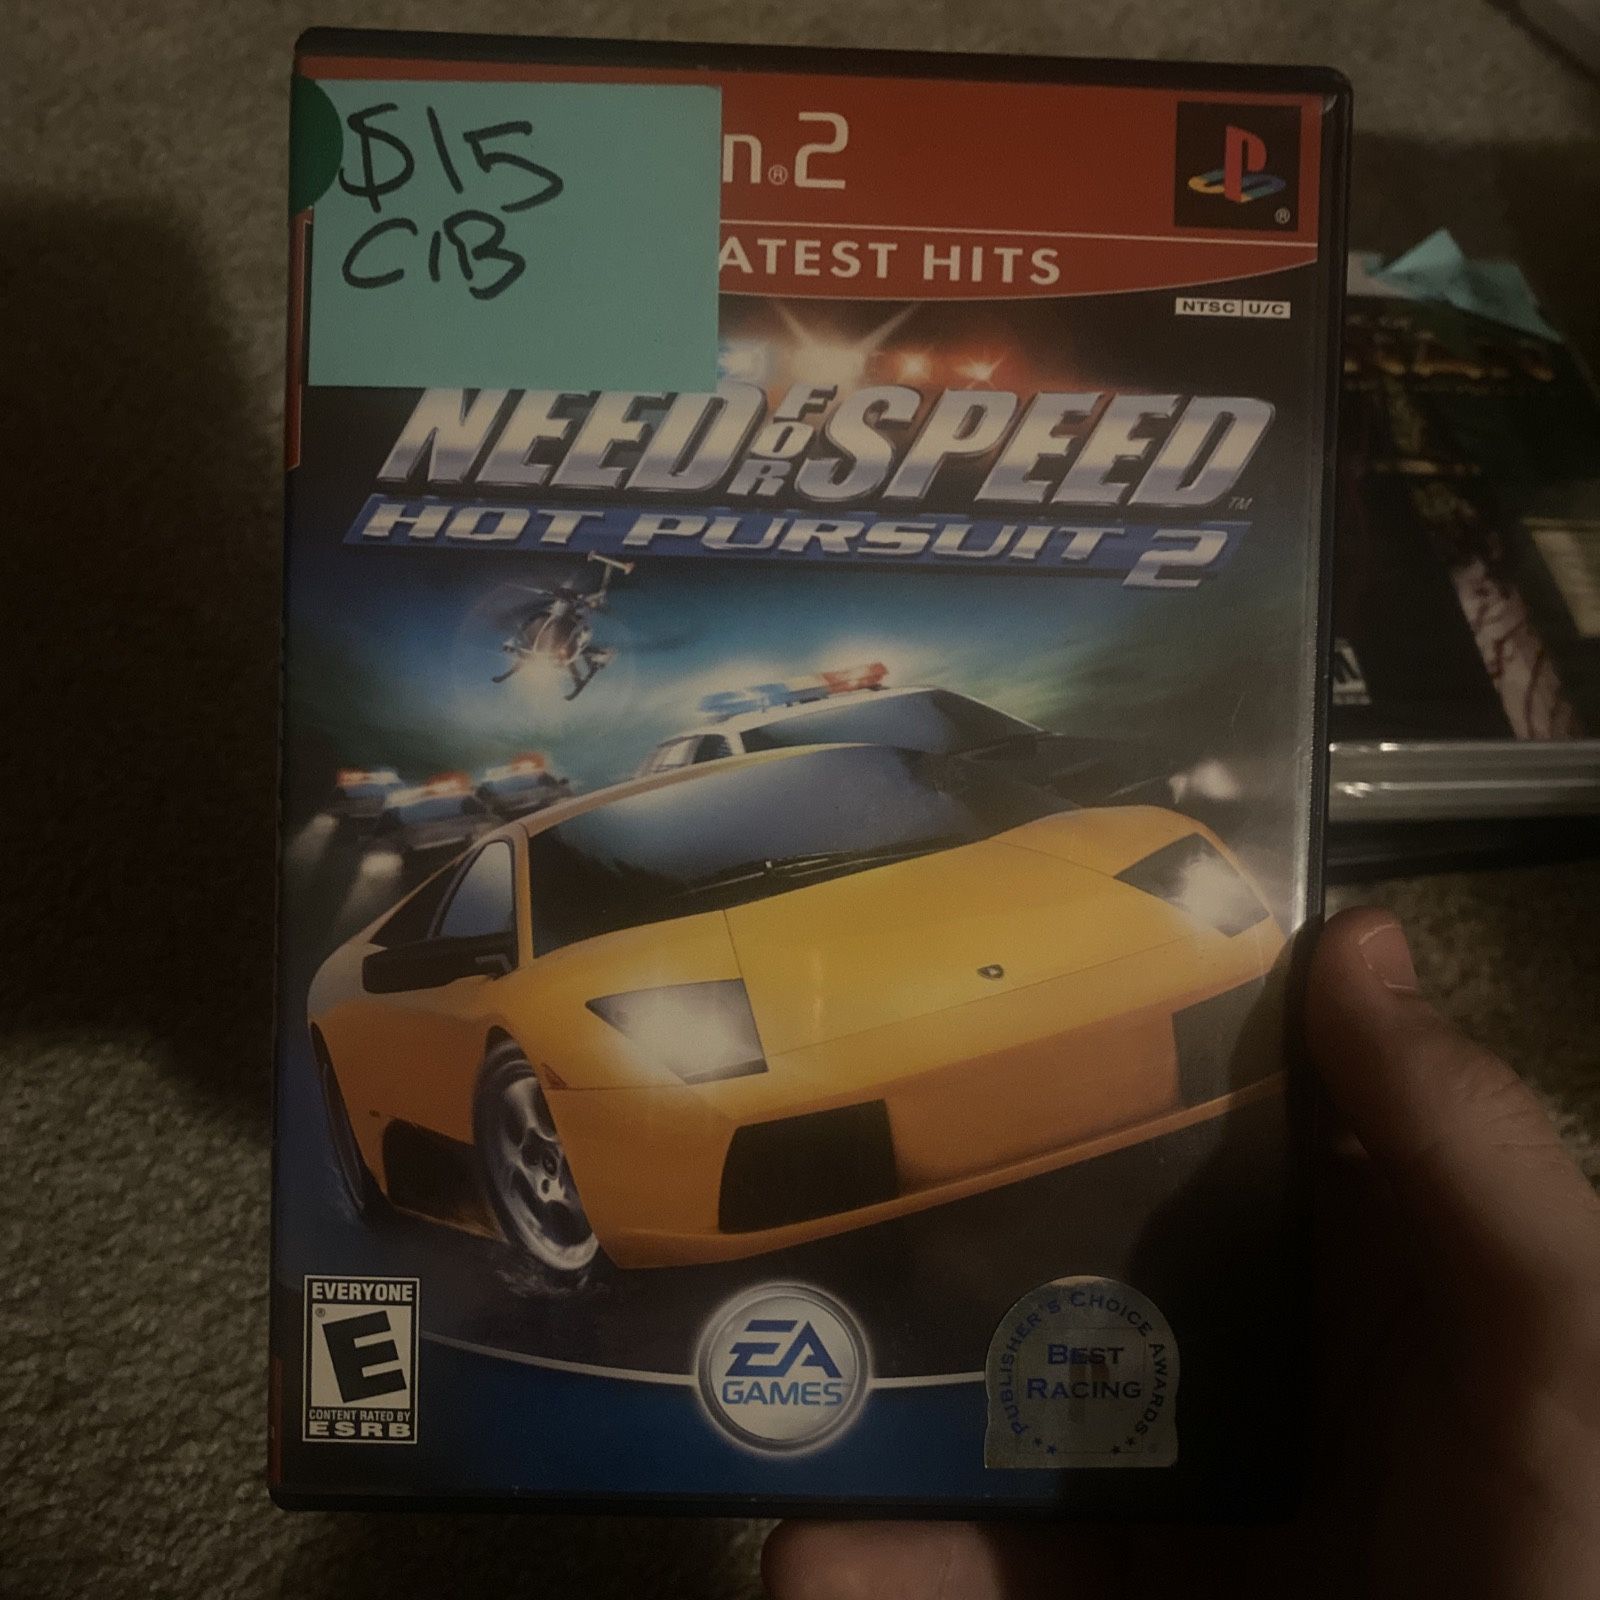 $15
CIB
n®2
ATEST HITS
®
NTSC U/C
NEED FOR SPEED™
HOT PURSUIT 2
EVERYONE
®
E
CONTENT RATED BY
ESRB
EA
GAMES
PUBLISHER'S CHOICE AWARDS
BEST
RACING